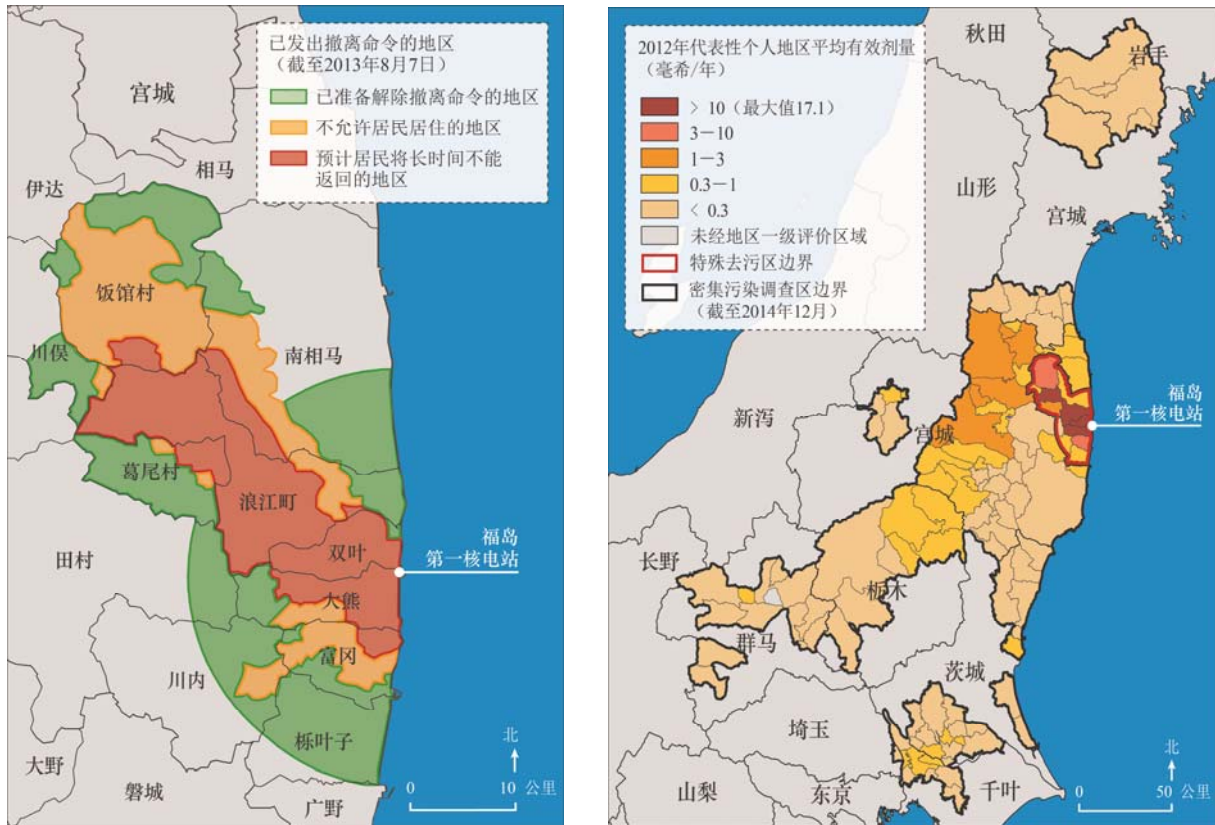 已发出撤离命令的地区
（截至2013年8月7日）
已准备解除撤离命令的地区
不允许居民居住的地区
预计居民将长时间不能
返回的地区
宫城
相马
伊达
饭馆村
川俣
南相马
葛尾村
浪江町
双叶
田村
大熊
富冈
川内
栎叶子
大野
磐城
广野
福岛
第一核电站
北
0 10 公里
2012年代表性个人地区平均有效剂量
（毫希/年）
> 10（最大值17.1）
3－10
1－3
0.3－1
< 0.3
未经地区一级评价区域
特殊去污区边界
密集污染调查区边界
（截至2014年12月）
秋田
岩手
山形
宫城
新泻
宫城
福岛
第一核电站
长野
栃木
群马
茨城
埼玉
山梨
东京
千叶
北
0 50 公里